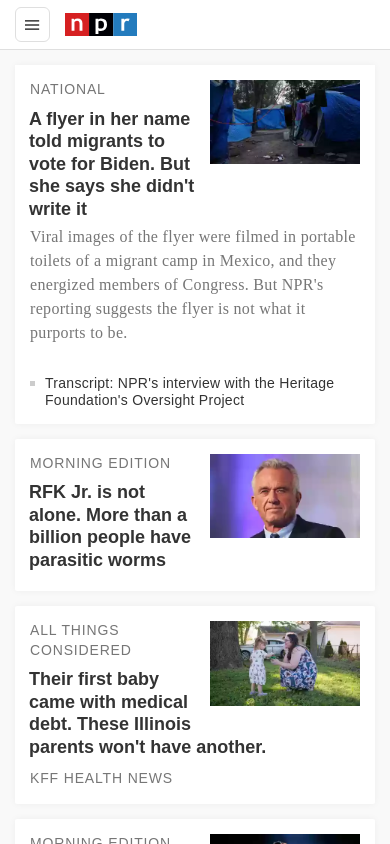 npr
NATIONAL
A flyer in her name
told migrants to
vote for Biden. But
she says she didn't
write it
Viral images of the flyer were filmed in portable
toilets of a migrant camp in Mexico, and they
energized members of Congress. But NPR's
reporting suggests the flyer is not what it
purports to be.
Transcript: NPR's interview with the Heritage
Foundation's Oversight Project
MORNING EDITION
RFK Jr. is not
alone. More than a
billion people have
parasitic worms
ALL THINGS
CONSIDERED
Their first baby
came with medical
debt. These Illinois
parents won't have another.
KFF HEALTH NEWS
MORNING EDITION